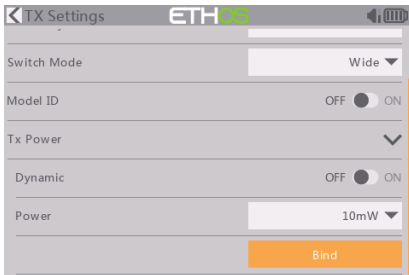 TX Settings ETHOS
Switch Mode Wide
Model ID OFF ON
Tx Power
Dynamic OFF ON
Power 10mW
Bind